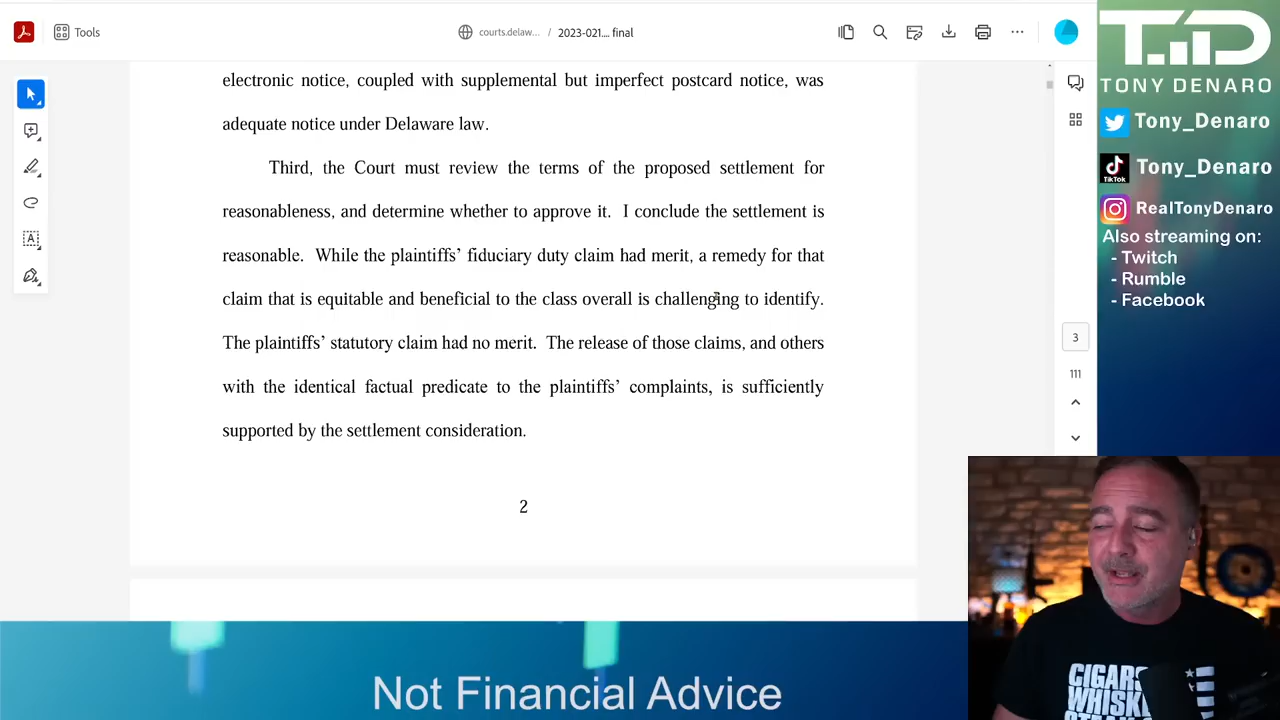 Tools
courts.delaw... / 2023-021.... final
electronic notice, coupled with supplemental but imperfect postcard notice, was
adequate notice under Delaware law.
Third, the Court must review the terms of the proposed settlement for
reasonableness, and determine whether to approve it. I conclude the settlement is
reasonable. While the plaintiffs’ fiduciary duty claim had merit, a remedy for that
claim that is equitable and beneficial to the class overall is challenging to identify.
The plaintiffs’ statutory claim had no merit. The release of those claims, and others
with the identical factual predicate to the plaintiffs’ complaints, is sufficiently
supported by the settlement consideration.
2
3
111
TD
TONY DENARO
Tony_Denaro
TikTok
Tony_Denaro
RealTonyDenaro
Also streaming on:
- Twitch
- Rumble
- Facebook
CIGARS
Not Financial Advice